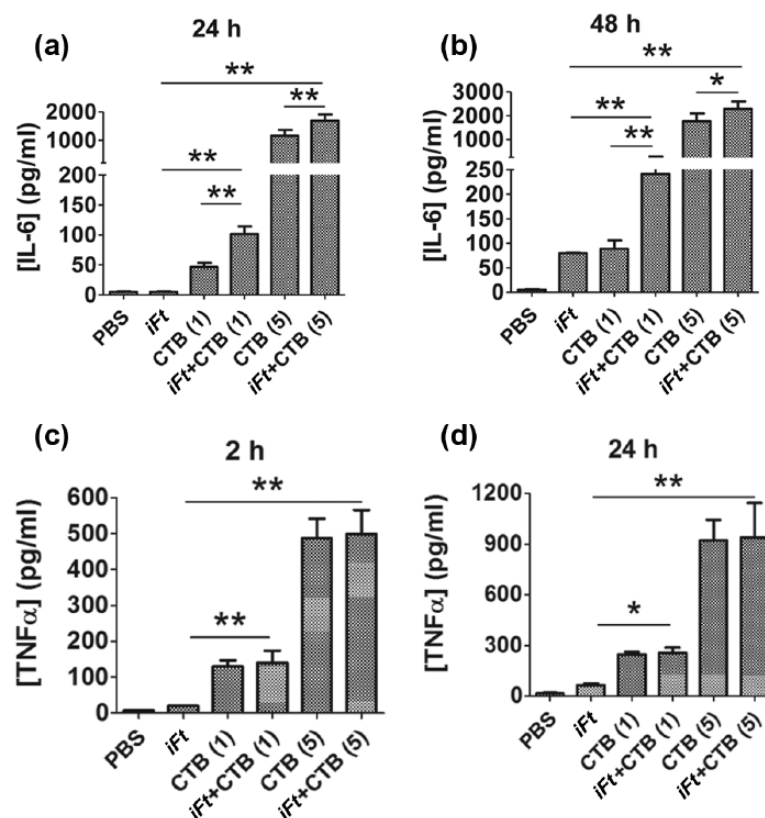 (a)
24 h
[IL-6] (pg/ml)
2000
1000
200
150
100
50
0
**
**
**
**
PBS
iFt
CTB (1)
iFt+CTB (1)
CTB (5)
iFt+CTB (5)
(b)
48 h
[IL-6] (pg/ml)
3000
2000
1000
250
200
150
100
50
0
**
*
**
**
PBS
iFt
CTB (1)
iFt+CTB (1)
CTB (5)
iFt+CTB (5)
(c)
2 h
[TNFα] (pg/ml)
600
500
400
300
200
100
0
**
**
PBS
iFt
CTB (1)
iFt+CTB (1)
CTB (5)
iFt+CTB (5)
(d)
24 h
[TNFα] (pg/ml)
1200
900
600
300
0
**
*
PBS
iFt
CTB (1)
iFt+CTB (1)
CTB (5)
iFt+CTB (5)